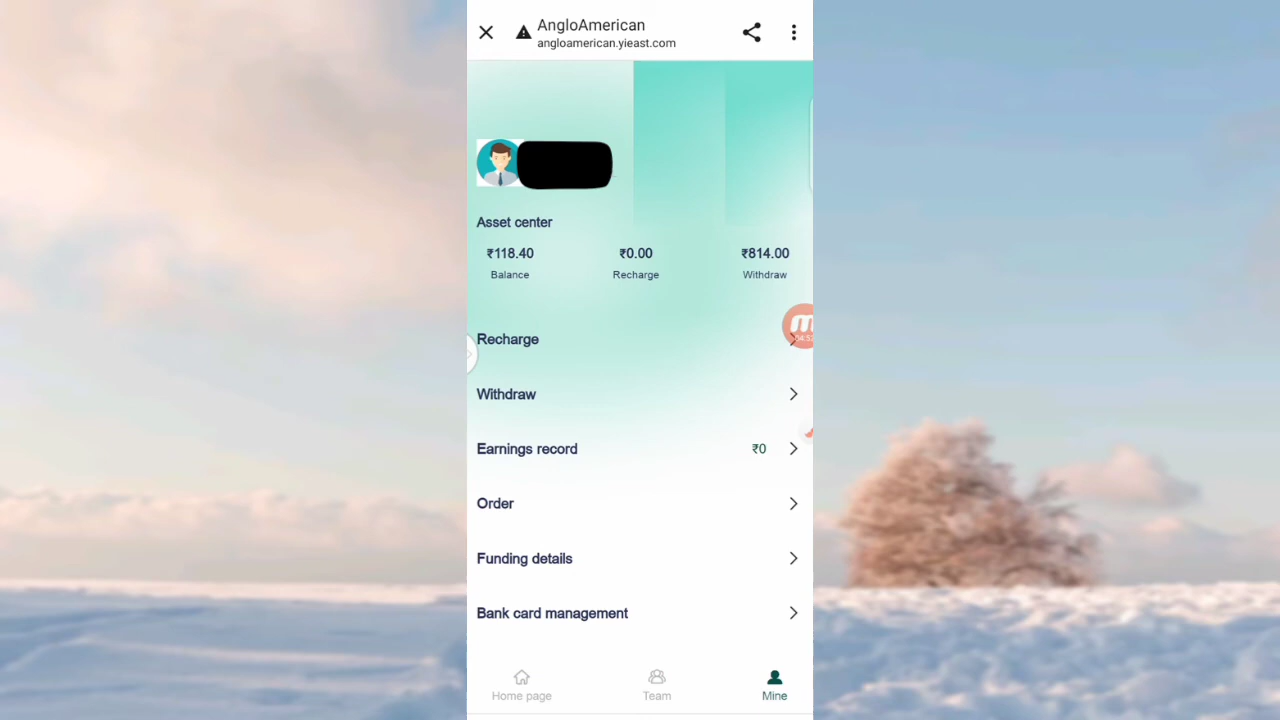 AngloAmerican
angloamerican.yieast.com
Asset center
₹118.40 ₹0.00 ₹814.00
Balance Recharge Withdraw
Recharge
Withdraw
Earnings record ₹0
Order
Funding details
Bank card management
Home page Team Mine